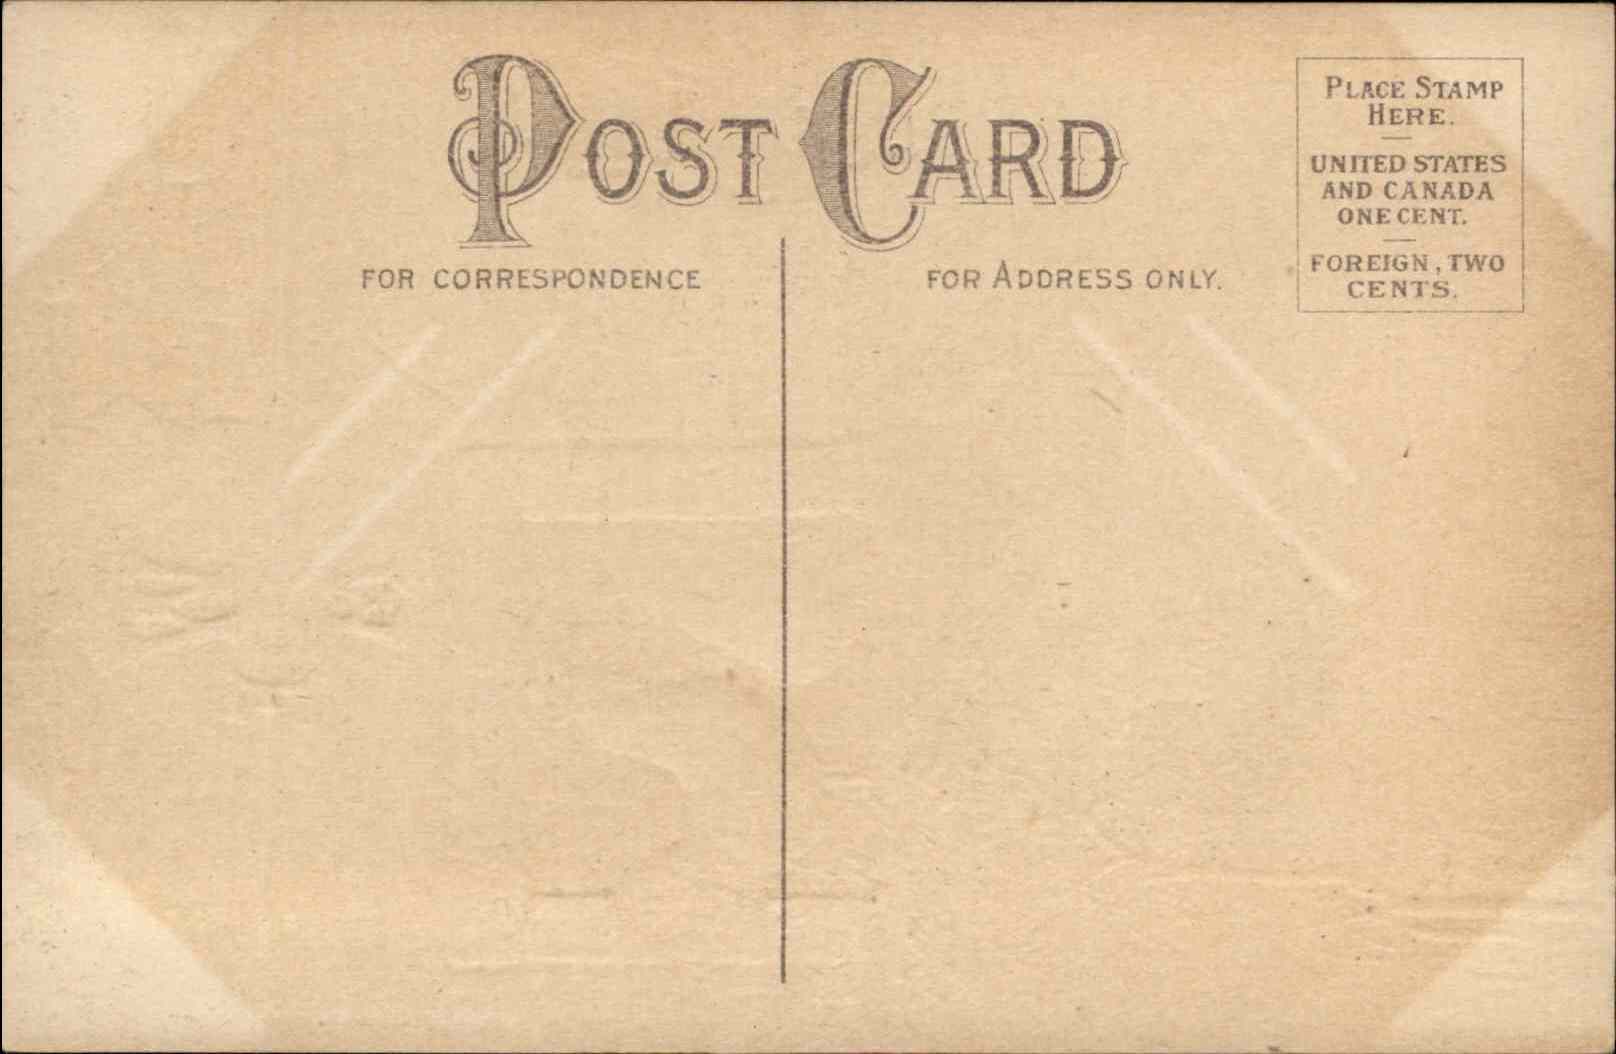 POST CARD
FOR CORRESPONDENCE
FOR ADDRESS ONLY.
PLACE STAMP
HERE.
UNITED STATES
AND CANADA
ONE CENT.
FOREIGN, TWO
CENTS.